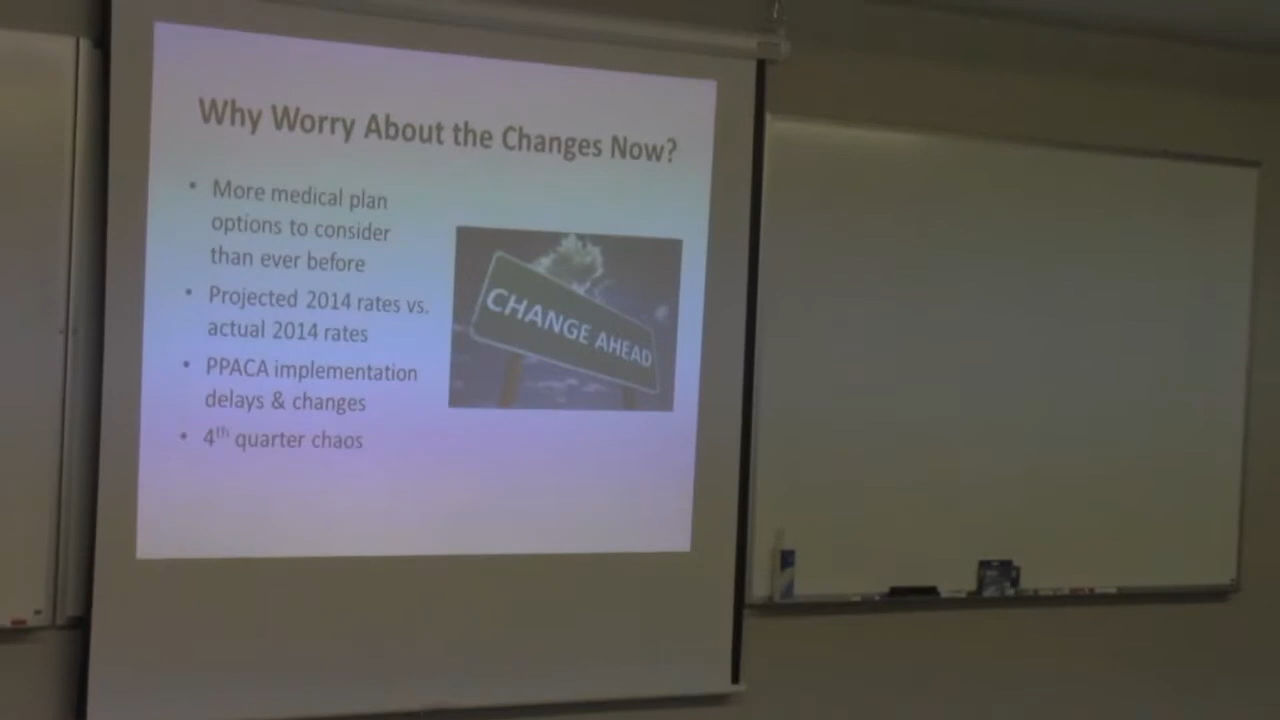 Why Worry About the Changes Now?
• More medical plan
options to consider
than ever before
• Projected 2014 rates vs.
actual 2014 rates
• PPACA implementation
delays & changes
• 4th quarter chaos
CHANGE AHEAD